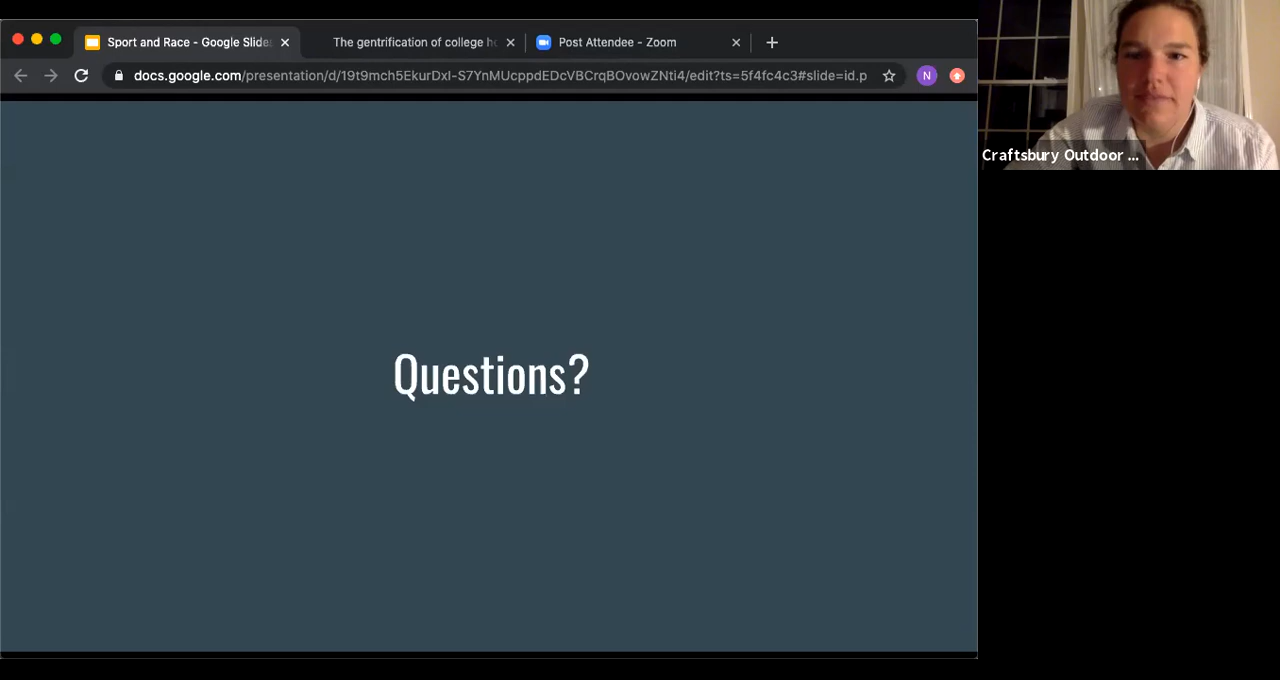 Sport and Race - Google Slides
The gentrification of college h
Post Attendee - Zoom
docs.google.com/presentation/d/19t9mch5EkurDxI-S7YnMUcppdEDcVBCrqBOvowZNti4/edit?ts=5f4fc4c3#slide=id.p
N
Craftsbury Outdoor ...
Questions?